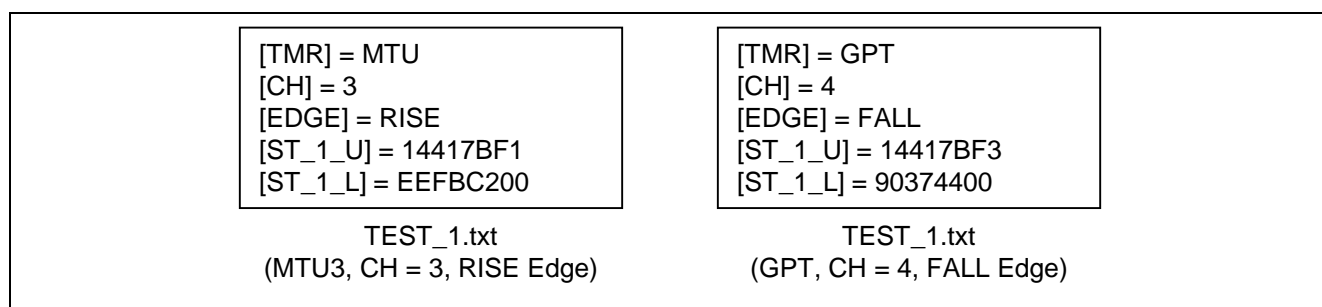 [TMR] = MTU
[CH] = 3
[EDGE] = RISE
[ST_1_U] = 14417BF1
[ST_1_L] = EEFBC200
TEST_1.txt
(MTU3, CH = 3, RISE Edge)
[TMR] = GPT
[CH] = 4
[EDGE] = FALL
[ST_1_U] = 14417BF3
[ST_1_L] = 90374400
TEST_1.txt
(GPT, CH = 4, FALL Edge)